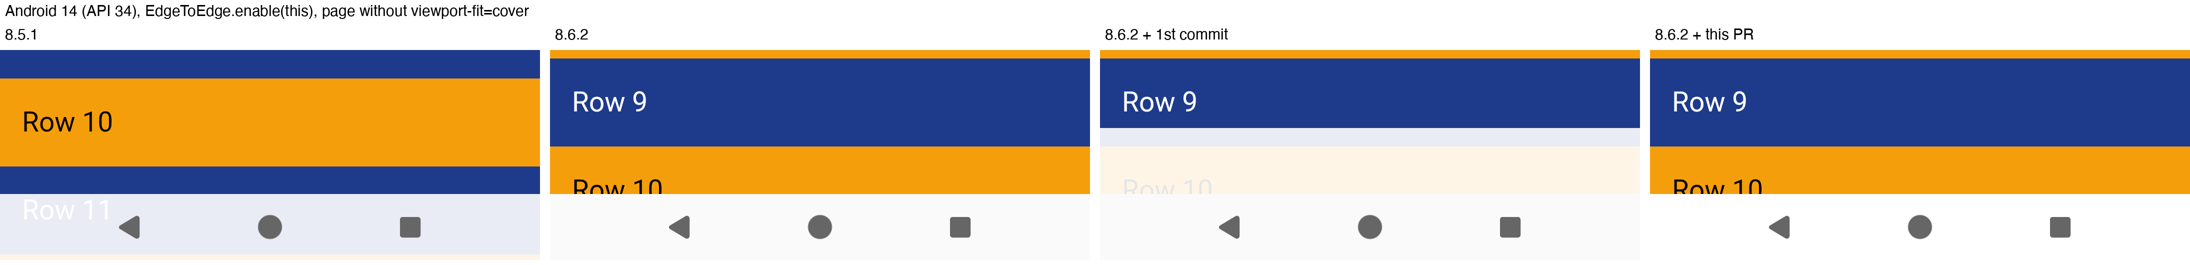 Android 14 (API 34), EdgeToEdge.enable(this), page without viewport-fit=cover
8.5.1
Row 10
Row 11
8.6.2
Row 9
Row 10
8.6.2 + 1st commit
Row 9
Row 10
8.6.2 + this PR
Row 9
Row 10